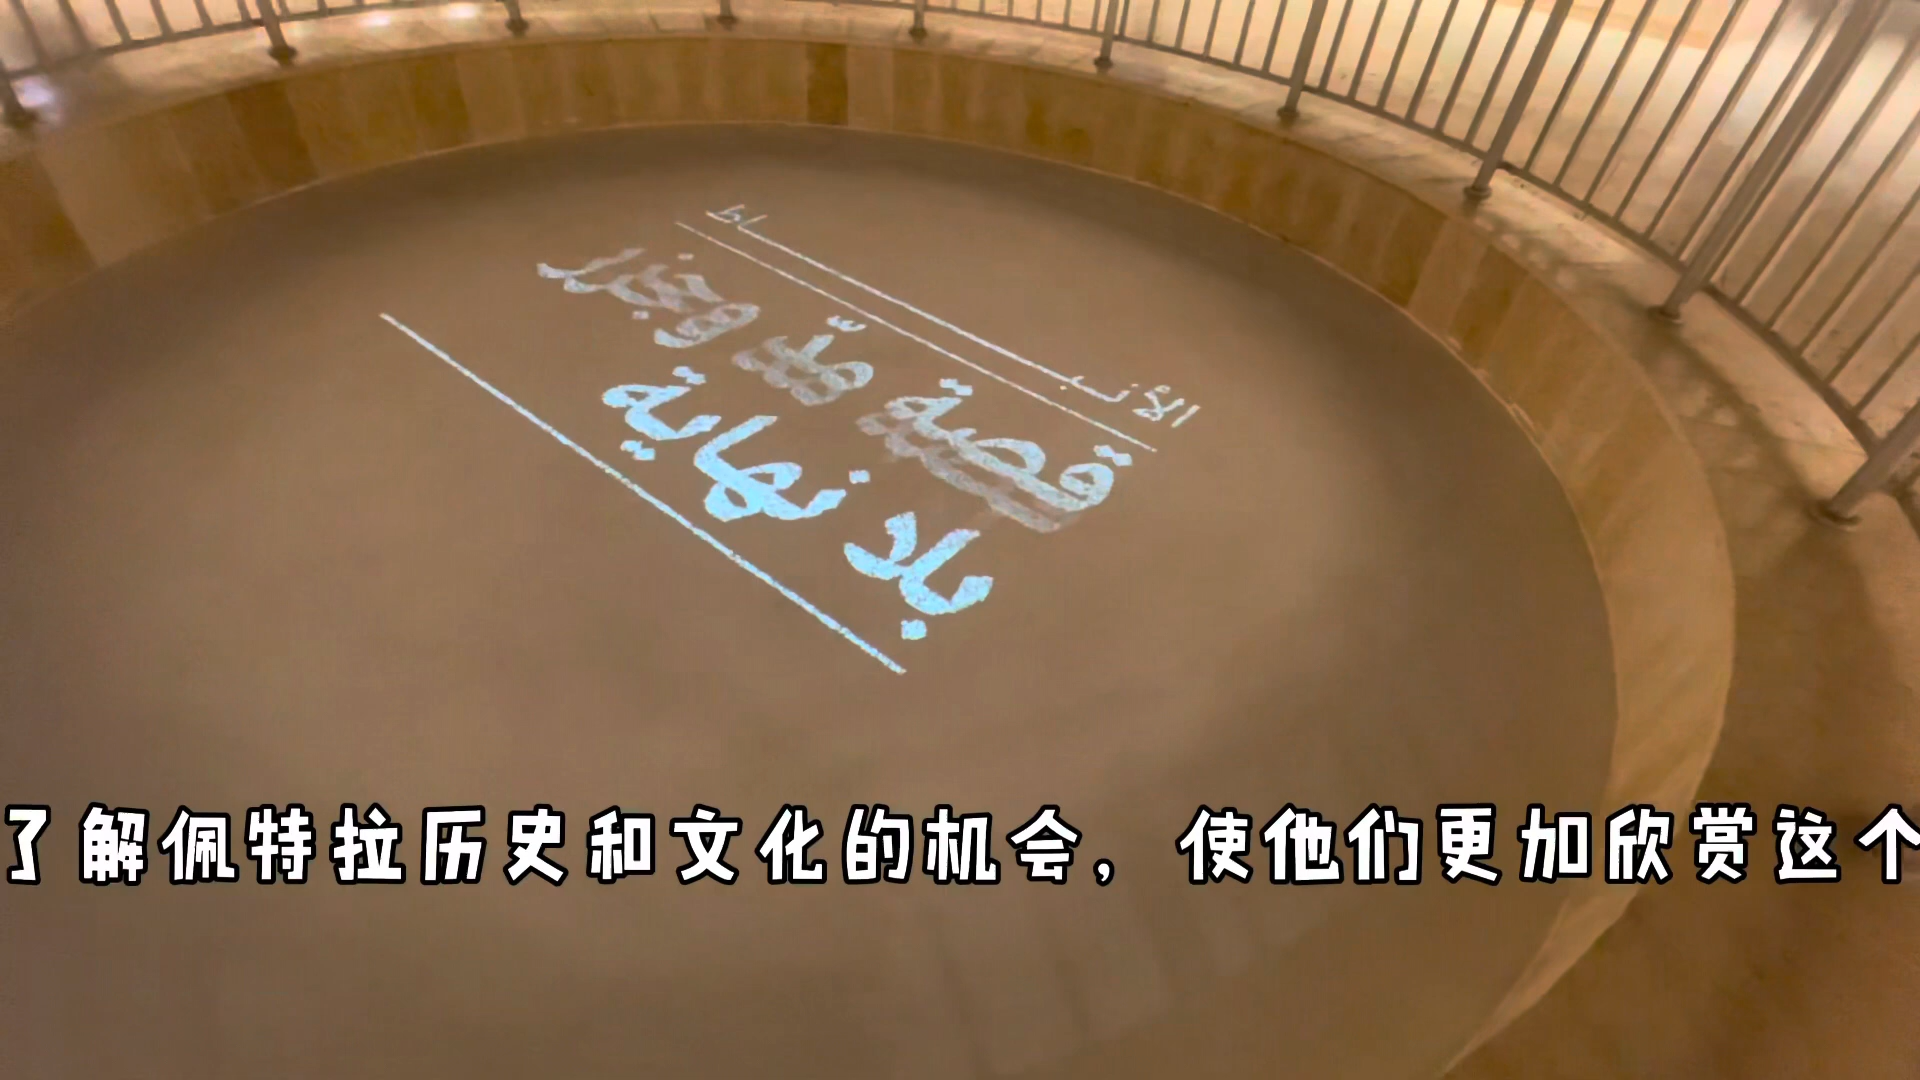 الأنبـــاط
قصة
بلا نهاية
了解佩特拉历史和文化的机会，使他们更加欣赏这个